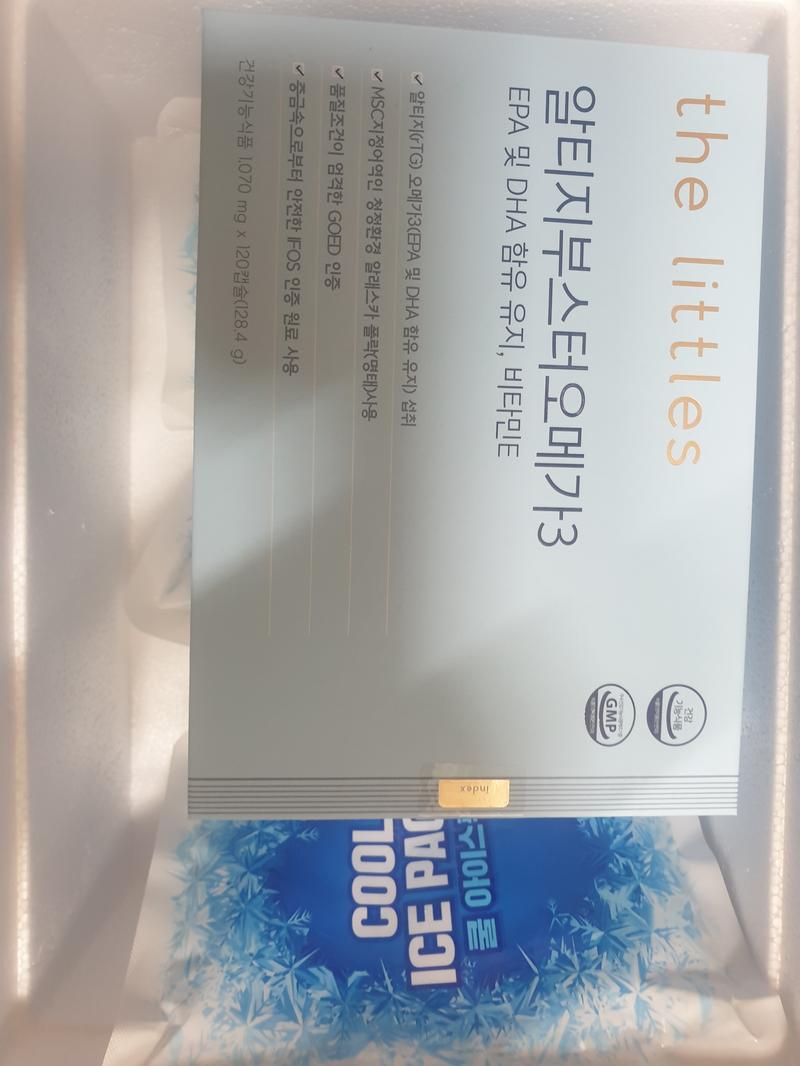 the littles
알티지부스터오메가3
EPA 및 DHA 함유 유지, 비타민E
✔ 알티지(rTG) 오메가3(EPA 및 DHA 함유 유지) 섭취
✔ MSC지정어역인 청정환경 알래스카 폴락(명태)사용
✔ 품질조건이 엄격한 GOED 인증
✔ 중금속으로부터 안전한 IFOS 인증 원료 사용
건강기능식품 1,070 mg x 120캡슐(128.4 g)
건강
기능식품
GMP
index
쿨 아이스
COOL
ICE PAC